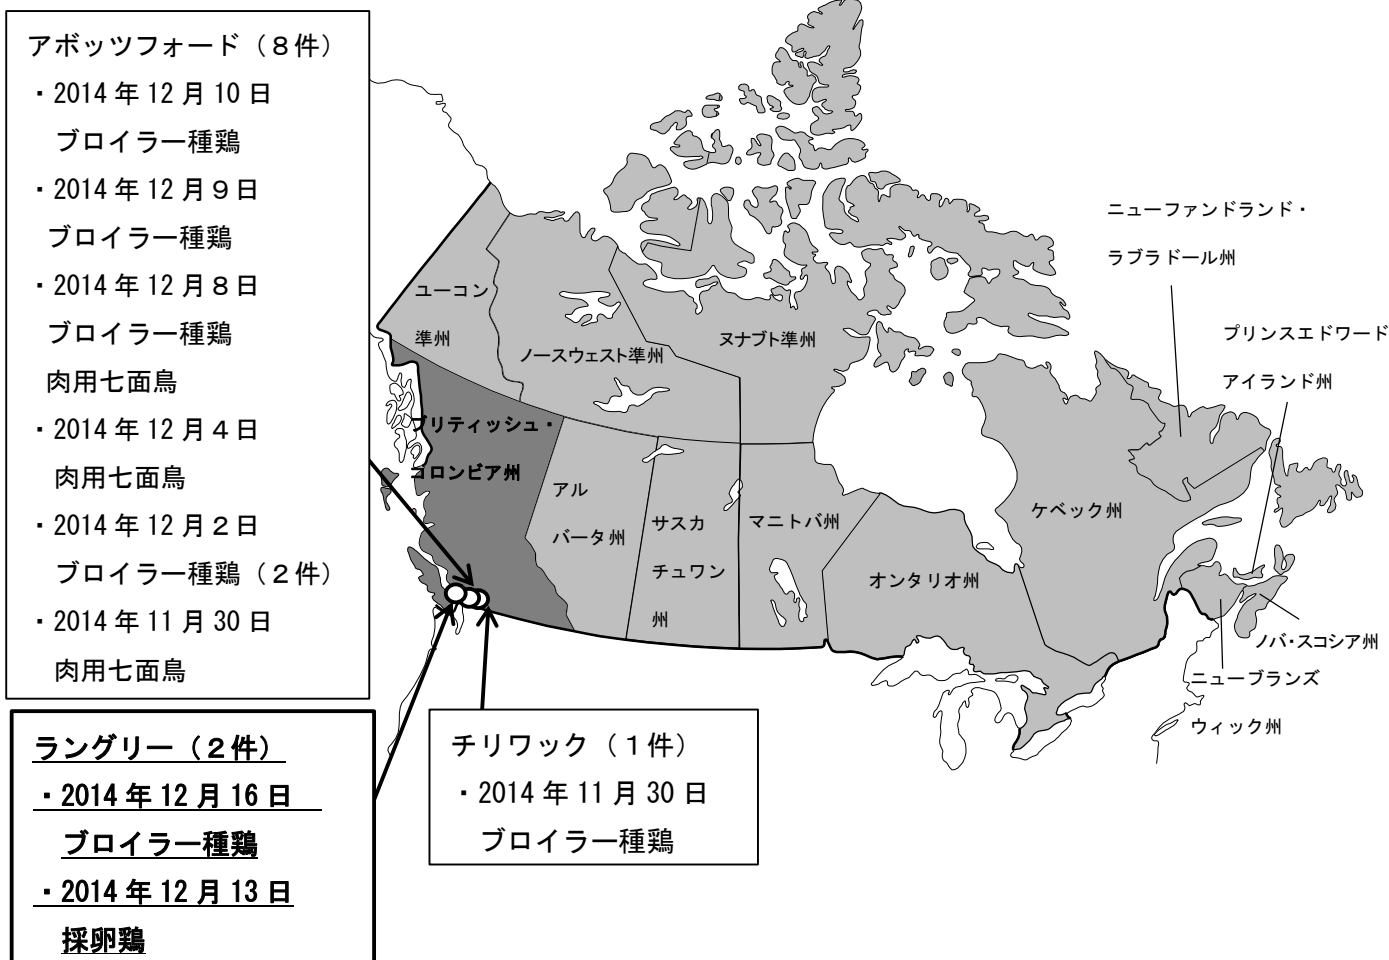 アボッツフォード（８件）
・2014 年 12 月 10 日
ブロイラー種鶏
・2014 年 12 月９日
ブロイラー種鶏
・2014 年 12 月８日
ブロイラー種鶏
肉用七面鳥
・2014 年 12 月４日
肉用七面鳥
・2014 年 12 月２日
ブロイラー種鶏（２件）
・2014 年 11 月 30 日
肉用七面鳥
ラングリー（２件）
・2014 年 12 月 16 日
ブロイラー種鶏
・2014 年 12 月 13 日
採卵鶏
チリワック（１件）
・2014 年 11 月 30 日
ブロイラー種鶏
ユーコン
準州
ノースウェスト準州
ヌナブト準州
ブリティッシュ・
コロンビア州
アル
バータ州
サスカ
チュワン
州
マニトバ州
オンタリオ州
ケベック州
ニューファンドランド・
ラブラドール州
プリンスエドワード
アイランド州
ノバ・スコシア州
ニューブランズ
ウィック州